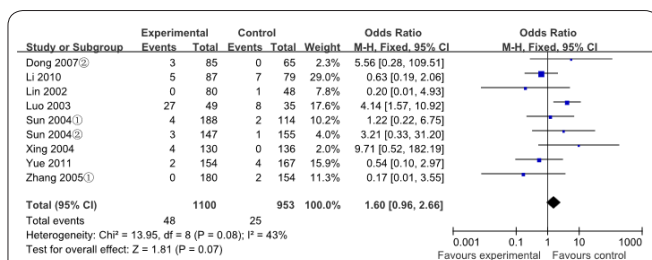 Experimental Control Odds Ratio Odds Ratio
Study or Subgroup Events Total Events Total Weight M-H, Fixed, 95% CI M-H, Fixed, 95% CI
Dong 2007② 3 85 0 65 2.3% 5.56 [0.28, 109.51]
Li 2010 5 87 7 79 29.0% 0.63 [0.19, 2.06]
Lin 2002 0 80 1 48 7.8% 0.20 [0.01, 4.93]
Luo 2003 27 49 8 35 17.5% 4.14 [1.57, 10.92]
Sun 2004① 4 188 2 114 10.2% 1.22 [0.22, 6.75]
Sun 2004② 3 147 1 155 4.0% 3.21 [0.33, 31.20]
Xing 2004 4 130 0 136 2.0% 9.71 [0.52, 182.19]
Yue 2011 2 154 4 167 15.9% 0.54 [0.10, 2.97]
Zhang 2005① 0 180 2 154 11.4% 0.17 [0.01, 3.55]
Total (95% CI) 1100 953 100.0% 1.60 [0.96, 2.66]
Total events 48 25
Heterogeneity: Chi² = 13.95, df = 8 (P = 0.08); I² = 43%
Test for overall effect: Z = 1.81 (P = 0.07)
0.001 0.1 1 10 1000
Favours experimental Favours control